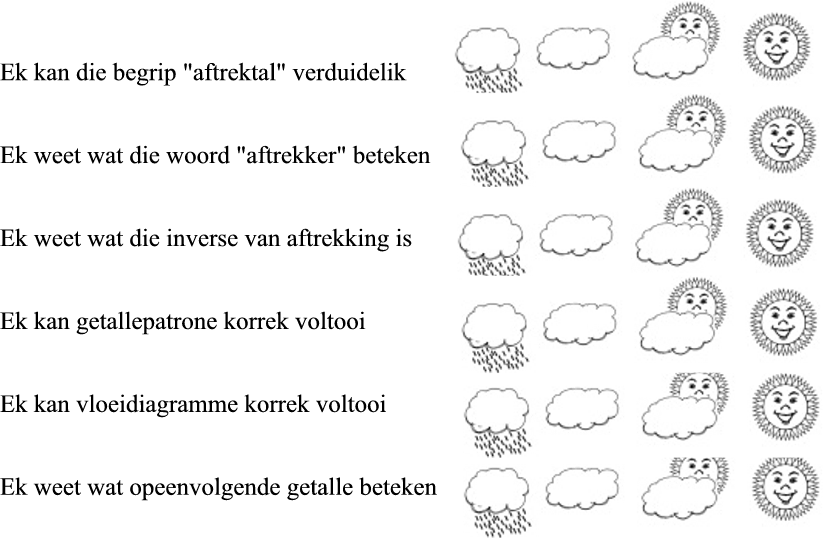 Ek kan die begrip "aftrektal" verduidelik
Ek weet wat die woord "aftrekker" beteken
Ek weet wat die inverse van aftrekking is
Ek kan getallepatrone korrek voltooi
Ek kan vloeidiagramme korrek voltooi
Ek weet wat opeenvolgende getalle beteken